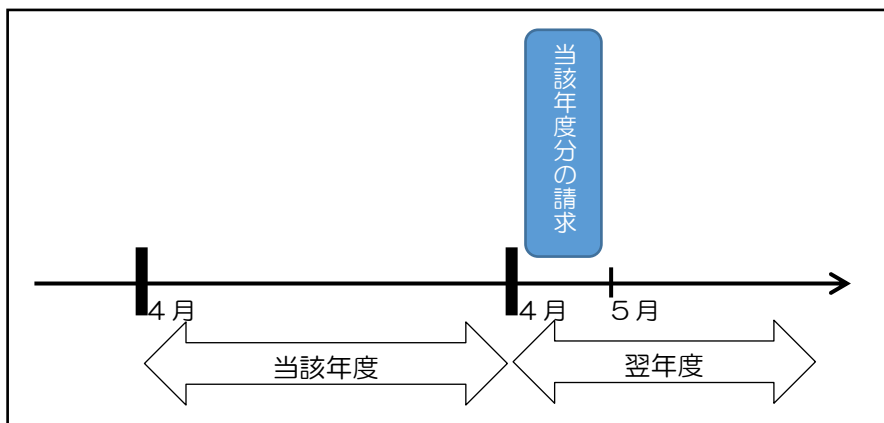 当該年度分の請求
４月
４月
５月
当該年度
翌年度